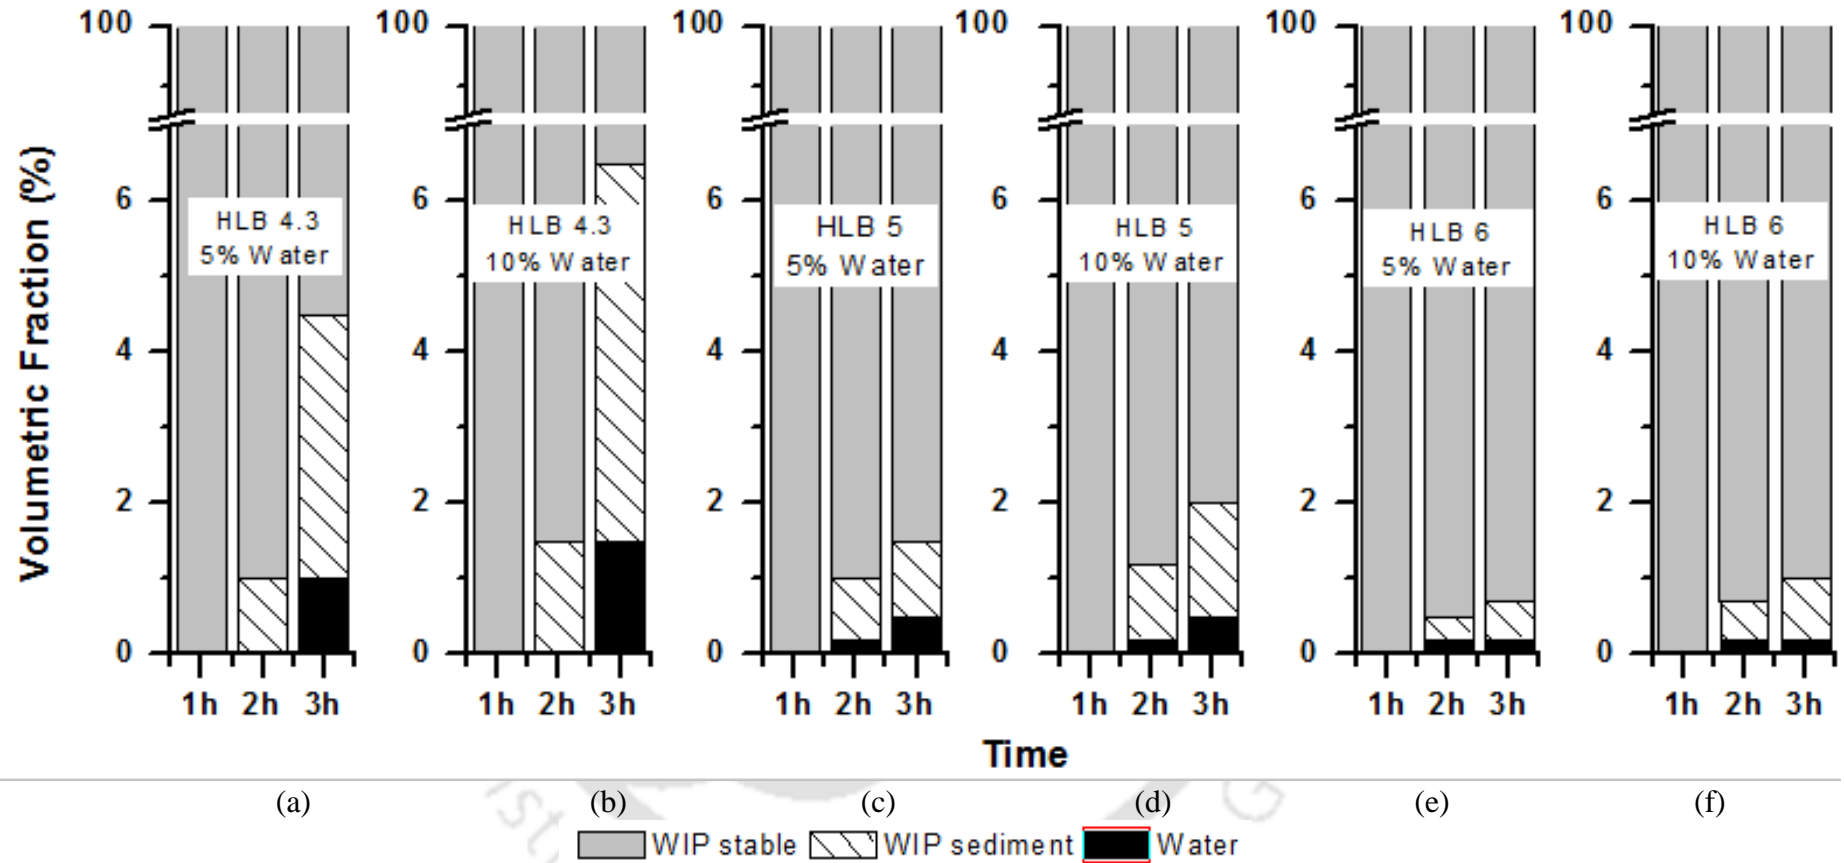 100 100 100 100 100 100
Volumetric Fraction (%)
6 6 6 6 6 6
HLB 4.3
5% Water
HLB 4.3
10% Water
HLB 5
5% Water
HLB 5
10% Water
HLB 6
5% Water
HLB 6
10% Water
4 4 4 4 4 4
2 2 2 2 2 2
0 0 0 0 0 0
1h 2h 3h 1h 2h 3h 1h 2h 3h 1h 2h 3h 1h 2h 3h 1h 2h 3h
Time
(a) (b) (c) (d) (e) (f)
WIP stable WIP sediment Water